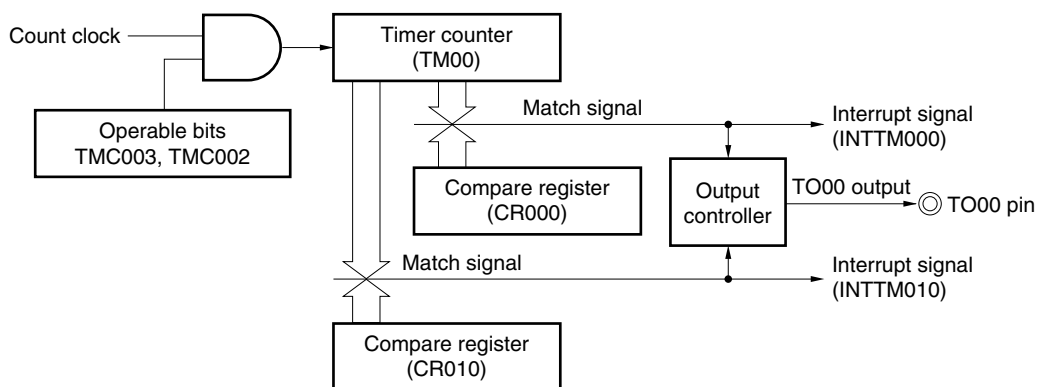 Count clock
Timer counter
(TM00)
Operable bits
TMC003, TMC002
Match signal
Interrupt signal
(INTTM000)
Compare register
(CR000)
Output
controller
TO00 output
TO00 pin
Match signal
Interrupt signal
(INTTM010)
Compare register
(CR010)